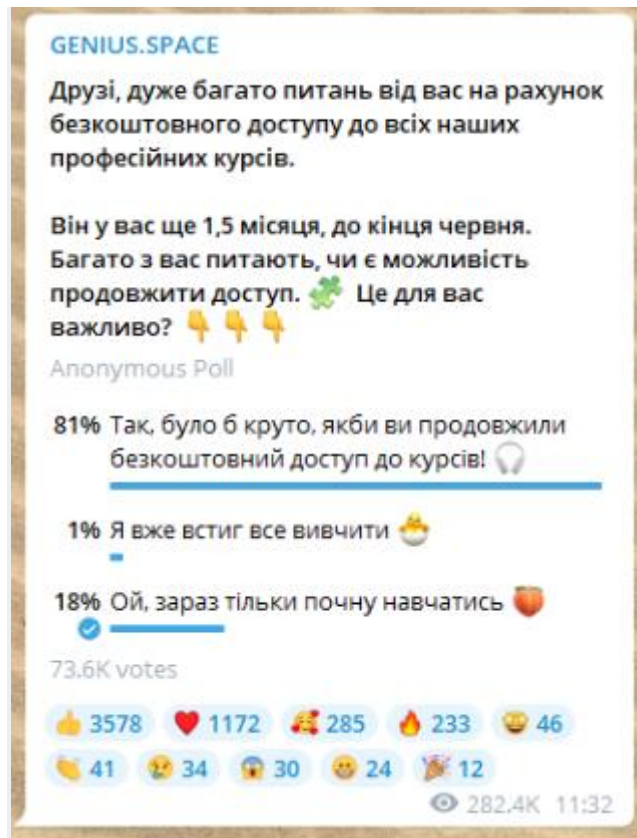 GENIUS.SPACE
Друзі, дуже багато питань від вас на рахунок
безкоштовного доступу до всіх наших
професійних курсів.
Він у вас ще 1,5 місяця, до кінця червня.
Багато з вас питають, чи є можливість
продовжити доступ. 🧩 Це для вас
важливо? 👇👇👇
Anonymous Poll
81% Так, було б круто, якби ви продовжили
безкоштовний доступ до курсів! 🎧
1% Я вже встиг все вивчити 🐣
18% Ой, зараз тільки почну навчатись 🍑
73.6K votes
👍 3578 ❤ 1172 🥰 285 🔥 233 🤩 46
👏 41 😢 34 😱 30 😁 24 🎉 12
282.4K 11:32